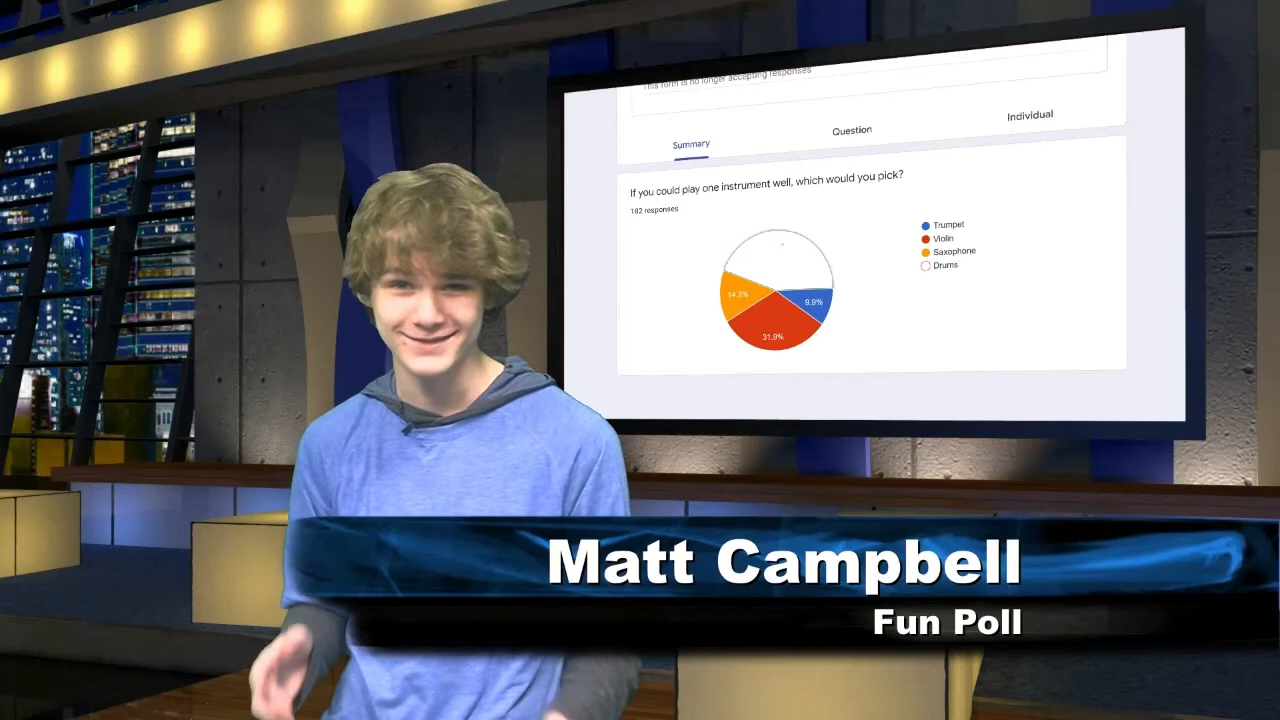 This form is no longer accepting responses
Summary
Question
Individual
If you could play one instrument well, which would you pick?
182 responses
Trumpet
Violin
Saxophone
Drums
14.3%
9.9%
31.9%
Matt Campbell
Fun Poll